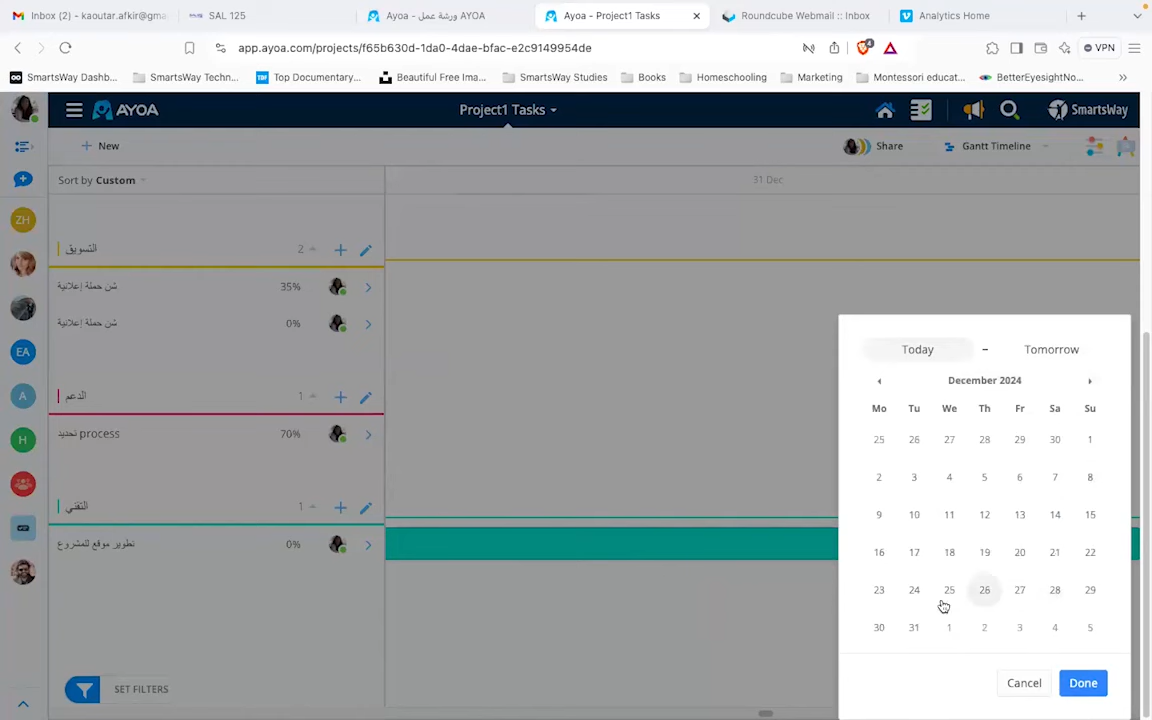 Inbox (2) - kaoutar.afkir@gma
SAL 125
Ayoa - ورشة عمل AYOA
Ayoa - Project1 Tasks
Roundcube Webmail :: Inbox
Analytics Home
app.ayoa.com/projects/f65b630d-1da0-4dae-bfac-e2c9149954de
4
VPN
SmartsWay Dashb...
SmartsWay Techn...
Top Documentary...
Beautiful Free Ima...
SmartsWay Studies
Books
Homeschooling
Marketing
Montessori educat...
BetterEyesightNo...
AYOA
Project1 Tasks
SmartsWay
New
Share
Gantt Timeline
Sort by Custom
31 Dec
ZH
التسويق
2
شن حملة إعلانية
35%
شن حملة إعلانية
0%
EA
A
الدعم
1
H
تحديد process
70%
التقني
1
تطوير موقع للمشروع
0%
SET FILTERS
Today - Tomorrow
December 2024
Mo Tu We Th Fr Sa Su
25 26 27 28 29 30 1
2 3 4 5 6 7 8
9 10 11 12 13 14 15
16 17 18 19 20 21 22
23 24 25 26 27 28 29
30 31 1 2 3 4 5
Cancel
Done